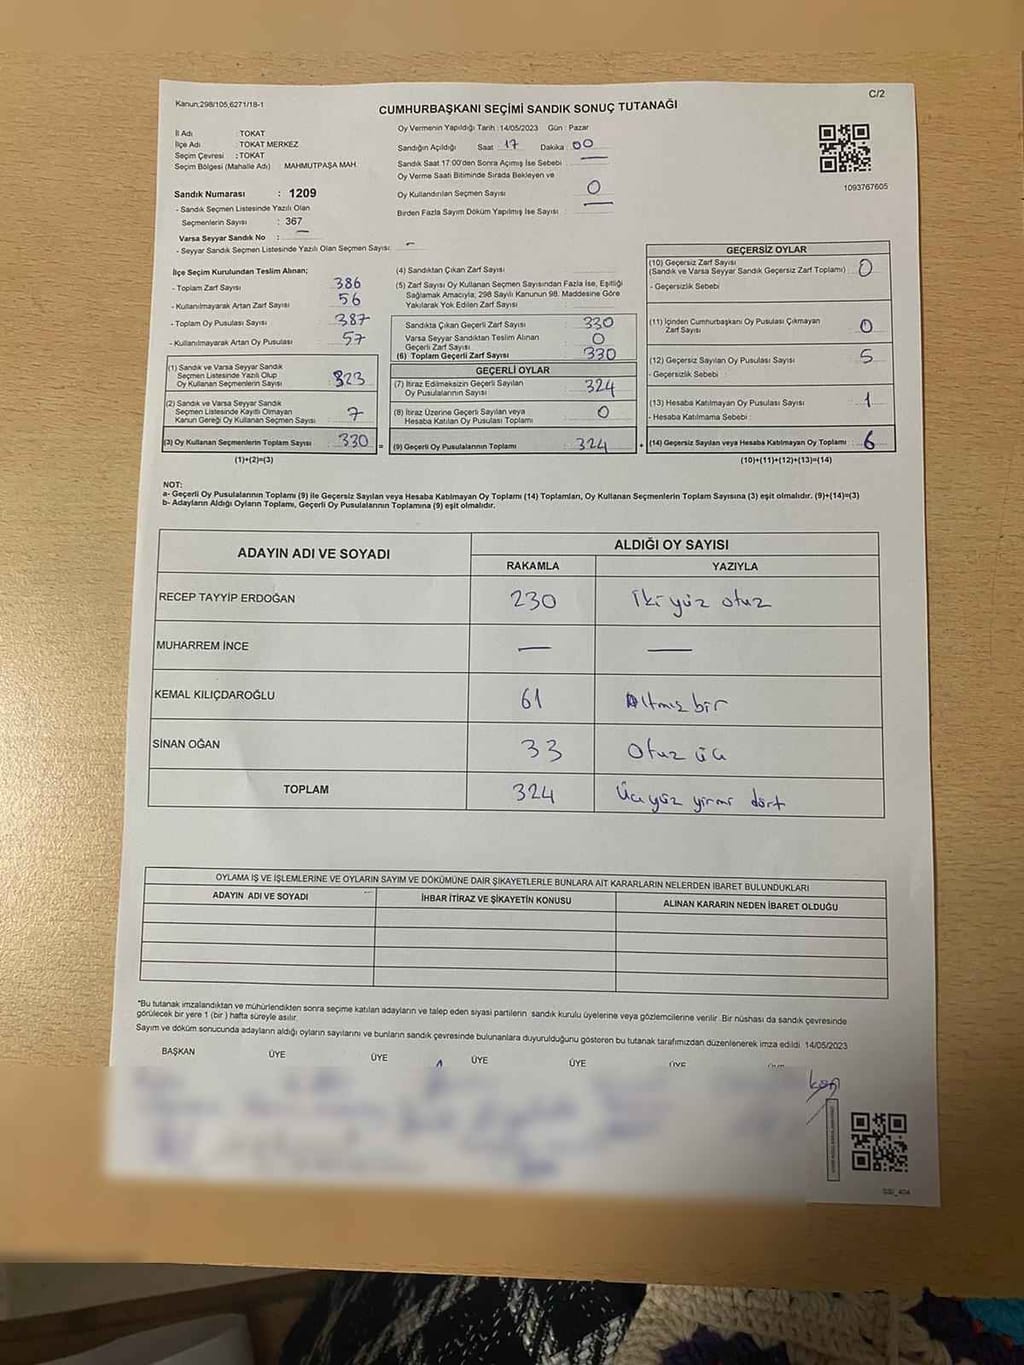 Kanun;298/105;6271/18-1
C/2
CUMHURBAŞKANI SEÇİMİ SANDIK SONUÇ TUTANAĞI
İl Adı : TOKAT
İlçe Adı : TOKAT MERKEZ
Seçim Çevresi : TOKAT
Seçim Bölgesi (Mahalle Adı) : MAHMUTPAŞA MAH.
Sandık Numarası : 1209
- Sandık Seçmen Listesinde Yazılı Olan
Seçmenlerin Sayısı : 367
Varsa Seyyar Sandık No : —
- Seyyar Sandık Seçmen Listesinde Yazılı Olan Seçmen Sayısı: -
Oy Vermenin Yapıldığı Tarih :14/05/2023 Gün : Pazar
Sandığın Açıldığı Saat : 17 Dakika : 00
Sandık Saat 17:00'den Sonra Açımış İse Sebebi : —
Oy Verme Saati Bitiminde Sırada Bekleyen ve
Oy Kullandırılan Seçmen Sayısı : 0
Birden Fazla Sayım Döküm Yapılmış İse Sayısı : —
1093767605
İlçe Seçim Kurulundan Teslim Alınan;
- Toplam Zarf Sayısı : 386
- Kullanılmayarak Artan Zarf Sayısı : 56
- Toplam Oy Pusulası Sayısı : 387
- Kullanılmayarak Artan Oy Pusulası : 57
(1) Sandık ve Varsa Seyyar Sandık
Seçmen Listesinde Yazılı Olup
Oy Kullanan Seçmenlerin Sayısı : 323
(2) Sandık ve Varsa Seyyar Sandık
Seçmen Listesinde Kayıtlı Olmayan
Kanun Gereği Oy Kullanan Seçmen Sayısı : 7
(3) Oy Kullanan Seçmenlerin Toplam Sayısı : 330 =
(1)+(2)=(3)
(4) Sandıktan Çıkan Zarf Sayısı :
(5) Zarf Sayısı Oy Kullanan Seçmen Sayısından Fazla İse, Eşitliği
Sağlamak Amacıyla, 298 Sayılı Kanunun 98. Maddesine Göre
Yakılarak Yok Edilen Zarf Sayısı :
Sandıkta Çıkan Geçerli Zarf Sayısı : 330
Varsa Seyyar Sandıktan Teslim Alınan
Geçerli Zarf Sayısı : 0
(6) Toplam Geçerli Zarf Sayısı : 330
GEÇERLİ OYLAR
(7) İtiraz Edilmeksizin Geçerli Sayılan
Oy Pusulalarının Sayısı : 324
(8) İtiraz Üzerine Geçerli Sayılan veya
Hesaba Katılan Oy Pusulası Toplamı : 0
(9) Geçerli Oy Pusulalarının Toplamı : 324 +
GEÇERSİZ OYLAR
(10) Geçersiz Zarf Sayısı
(Sandık ve Varsa Seyyar Sandık Geçersiz Zarf Toplamı) : 0
- Geçersizlik Sebebi :
(11) İçinden Cumhurbaşkanı Oy Pusulası Çıkmayan
Zarf Sayısı : 0
(12) Geçersiz Sayılan Oy Pusulası Sayısı : 5
- Geçersizlik Sebebi :
(13) Hesaba Katılmayan Oy Pusulası Sayısı : 1
- Hesaba Katılmama Sebebi :
(14) Geçersiz Sayılan veya Hesaba Katılmayan Oy Toplamı : 6
(10)+(11)+(12)+(13)=(14)
NOT:
a- Geçerli Oy Pusulalarının Toplamı (9) ile Geçersiz Sayılan veya Hesaba Katılmayan Oy Toplamı (14) Toplamları, Oy Kullanan Seçmenlerin Toplam Sayısına (3) eşit olmalıdır. (9)+(14)=(3)
b- Adayların Aldığı Oyların Toplamı, Geçerli Oy Pusulalarının Toplamına (9) eşit olmalıdır.
ADAYIN ADI VE SOYADI
ALDIĞI OY SAYISI
RAKAMLA YAZIYLA
RECEP TAYYİP ERDOĞAN 230 İki yüz otuz
MUHARREM İNCE — —
KEMAL KILIÇDAROĞLU 61 Altmış bir
SİNAN OĞAN 33 Otuz üç
TOPLAM 324 Üçyüz yirmi dört
OYLAMA İŞ VE İŞLEMLERİNE VE OYLARIN SAYIM VE DÖKÜMÜNE DAİR ŞİKAYETLERLE BUNLARA AİT KARARLARIN NELERDEN İBARET BULUNDUKLARI
ADAYIN ADI VE SOYADI İHBAR İTİRAZ VE ŞİKAYETİN KONUSU ALINAN KARARIN NEDEN İBARET OLDUĞU
*Bu tutanak imzalandıktan ve mühürlendikten sonra seçime katılan adayların ve talep eden siyasi partilerin sandık kurulu üyelerine veya gözlemcilerine verilir. Bir nüshası da sandık çevresinde
görülecek bir yere 1 (bir ) hafta süreyle asılır.
Sayım ve döküm sonucunda adayların aldığı oyların sayılarını ve bunların sandık çevresinde bulunanlara duyurulduğunu gösteren bu tutanak tarafımızdan düzenlenerek imza edildi. 14/05/2023
BAŞKAN ÜYE ÜYE ÜYE ÜYE ÜYE ÜYE